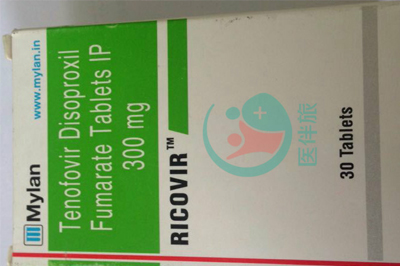 Mylan
www.mylan.in
Tenofovir Disoproxil
Fumarate Tablets IP
300 mg
RICOVIR™
医伴旅
30 Tablets